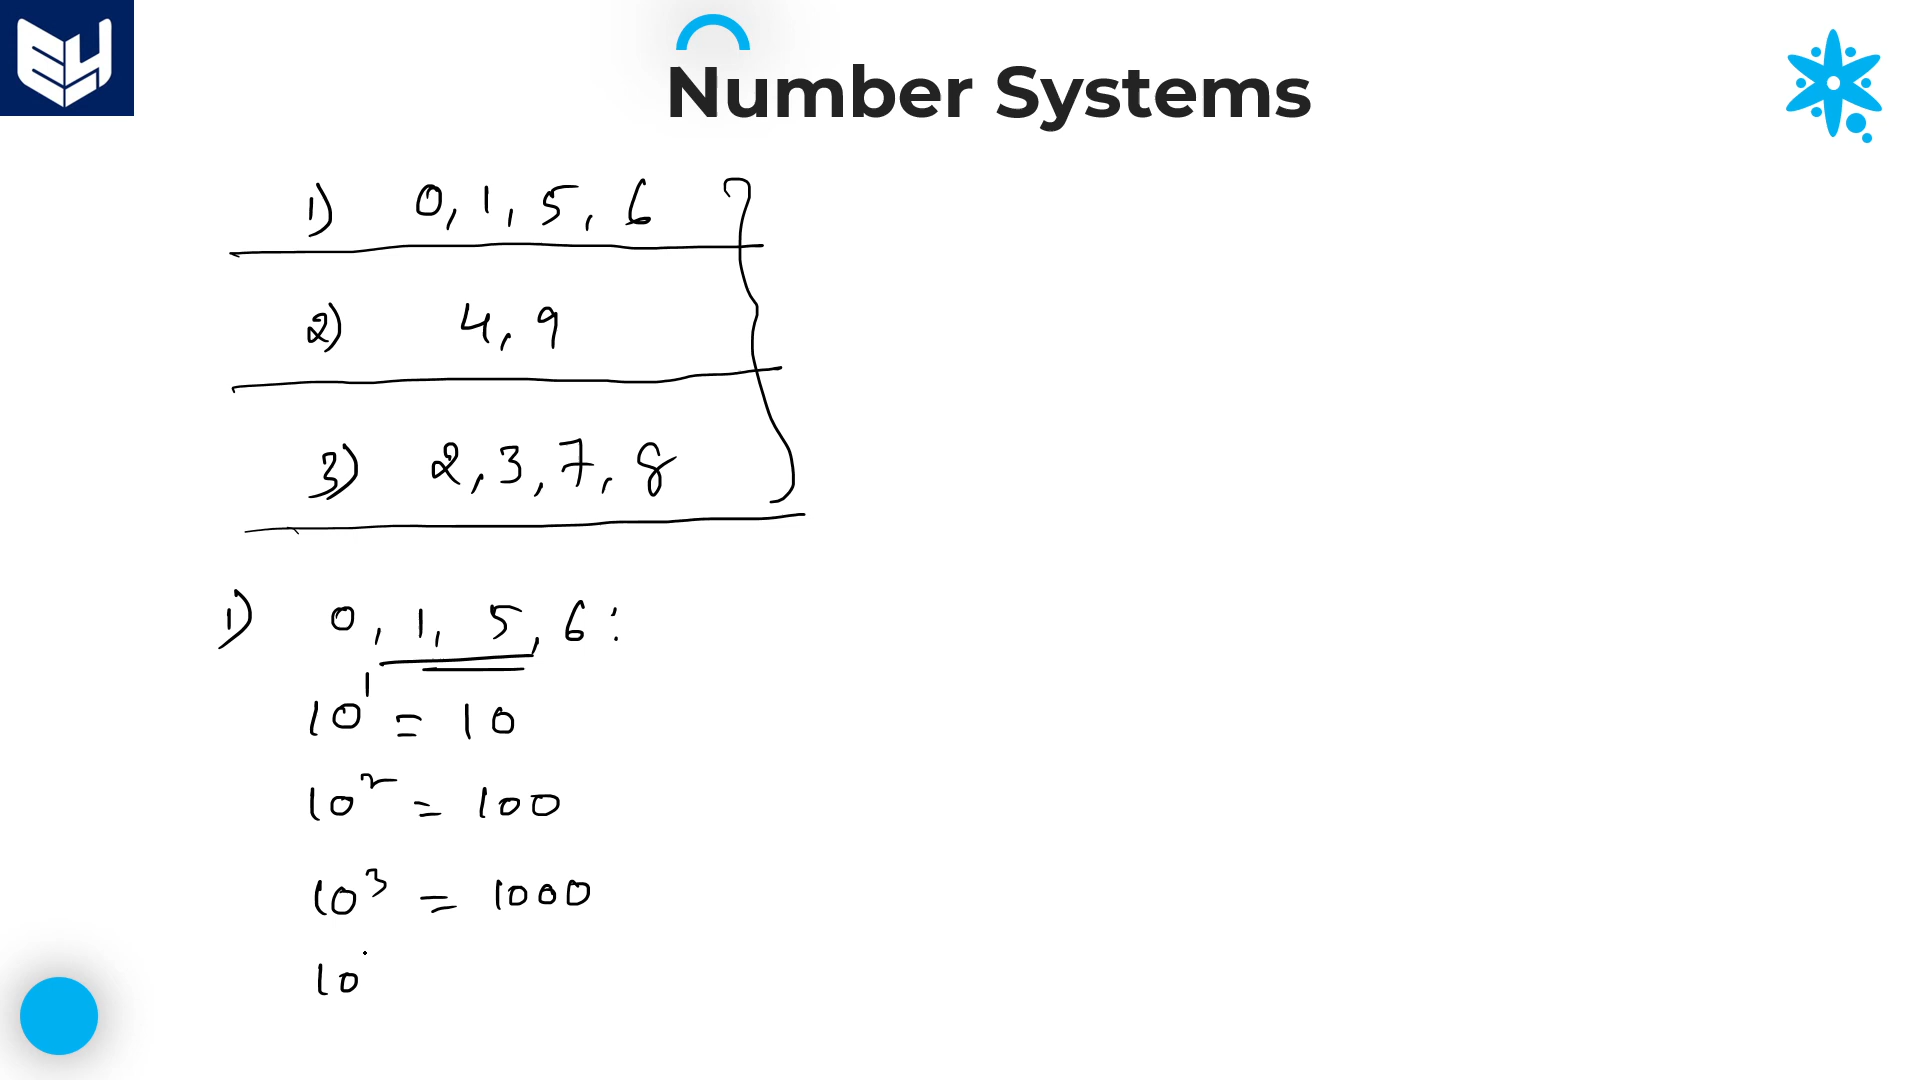 Number Systems
1) 0, 1, 5, 6
2) 4, 9
3) 2, 3, 7, 8
1) 0, 1, 5, 6 :
10¹ = 10
10² = 100
10³ = 1000
10